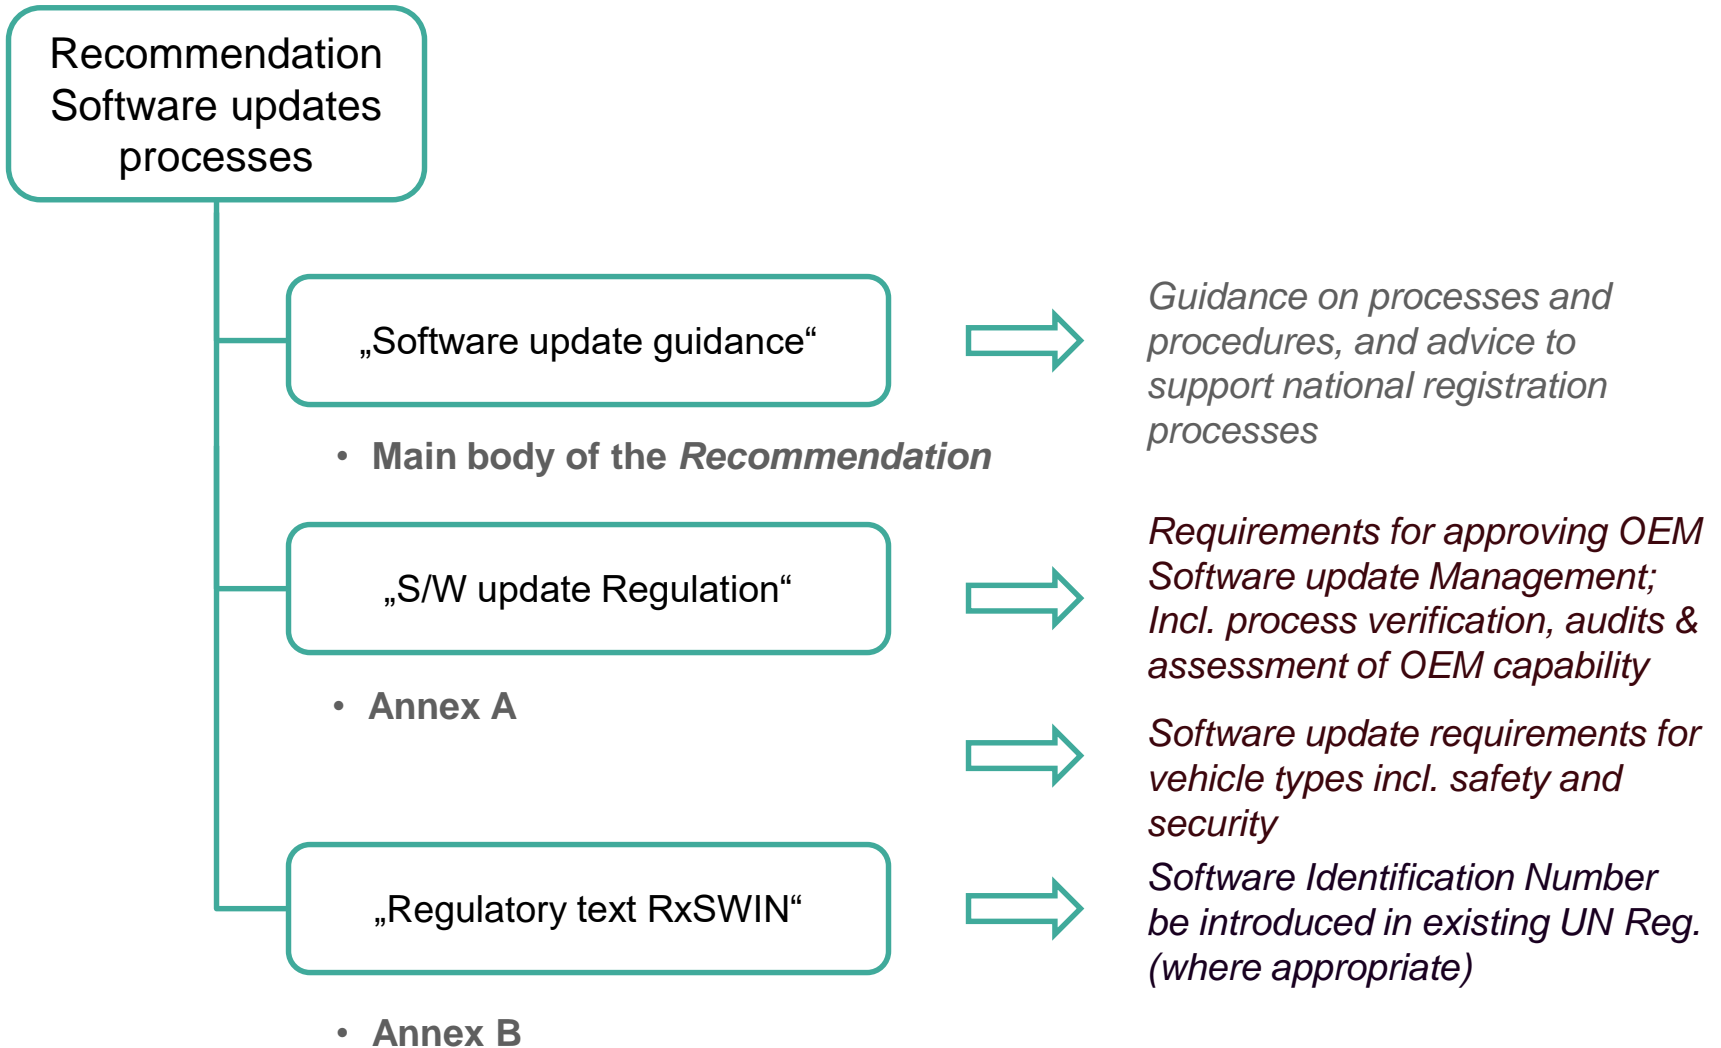 Recommendation
Software updates
processes
„Software update guidance“
Guidance on processes and
procedures, and advice to
support national registration
processes
• Main body of the Recommendation
„S/W update Regulation“
Requirements for approving OEM
Software update Management;
Incl. process verification, audits &
assessment of OEM capability
• Annex A
Software update requirements for
vehicle types incl. safety and
security
„Regulatory text RxSWIN“
Software Identification Number
be introduced in existing UN Reg.
(where appropriate)
• Annex B